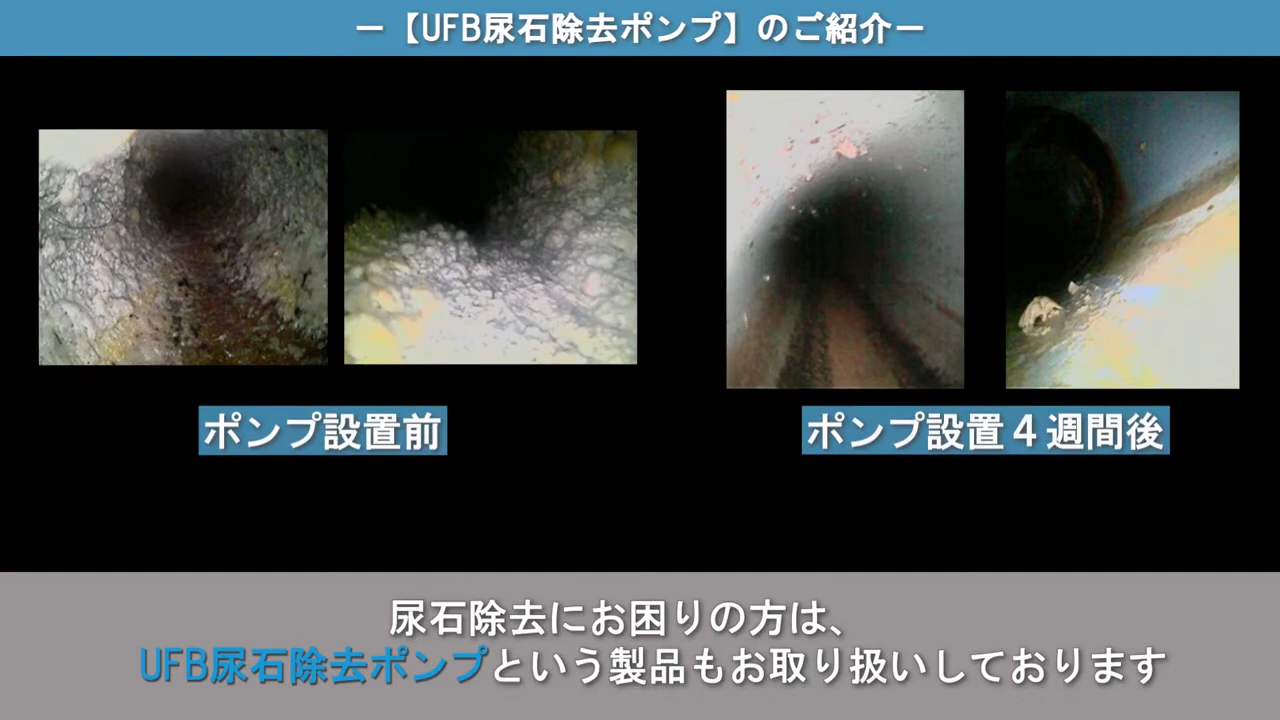 －【UFB尿石除去ポンプ】のご紹介－
ポンプ設置前
ポンプ設置４週間後
尿石除去にお困りの方は、
UFB尿石除去ポンプという製品もお取り扱いしております